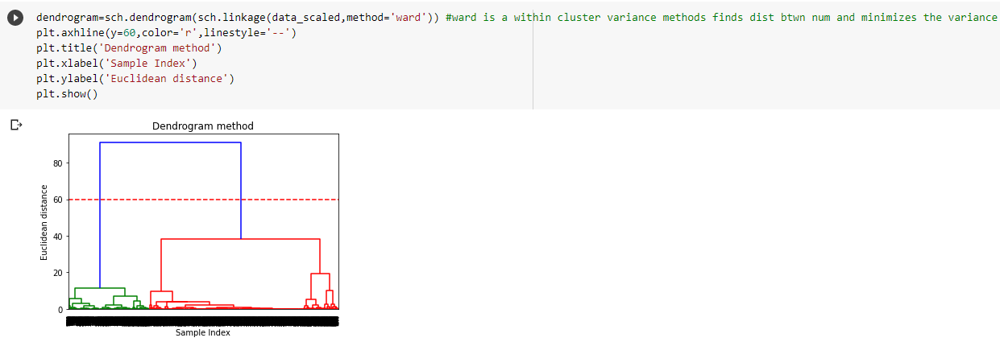 dendrogram=sch.dendrogram(sch.linkage(data_scaled,method='ward')) #ward is a within cluster variance methods finds dist btwn num and minimizes the variance
plt.axhline(y=60,color='r',linestyle='--')
plt.title('Dendrogram method')
plt.xlabel('Sample Index')
plt.ylabel('Euclidean distance')
plt.show()
Dendrogram method
Euclidean distance
80
60
40
20
0
Sample Index